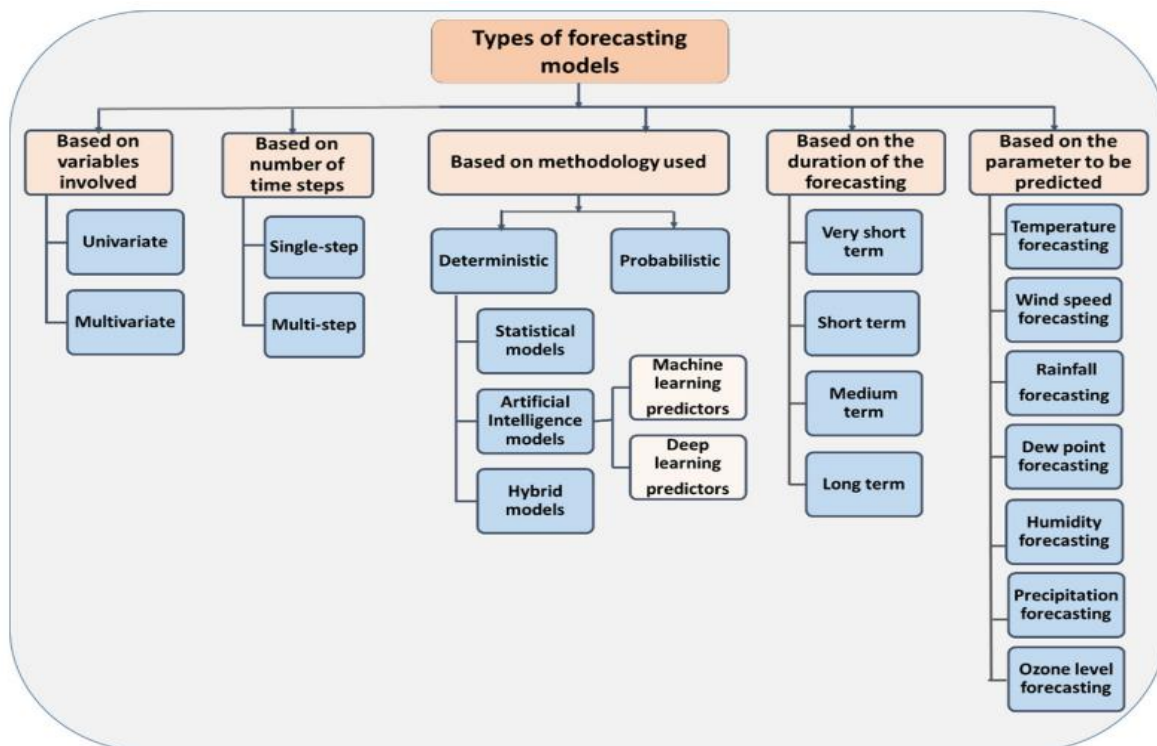 Types of forecasting
models
Based on
variables
involved
Univariate
Multivariate
Based on
number of
time steps
Single-step
Multi-step
Based on methodology used
Deterministic
Probabilistic
Statistical
models
Artificial
Intelligence
models
Machine
learning
predictors
Deep
learning
predictors
Hybrid
models
Based on the
duration of the
forecasting
Very short
term
Short term
Medium
term
Long term
Based on the
parameter to be
predicted
Temperature
forecasting
Wind speed
forecasting
Rainfall
forecasting
Dew point
forecasting
Humidity
forecasting
Precipitation
forecasting
Ozone level
forecasting